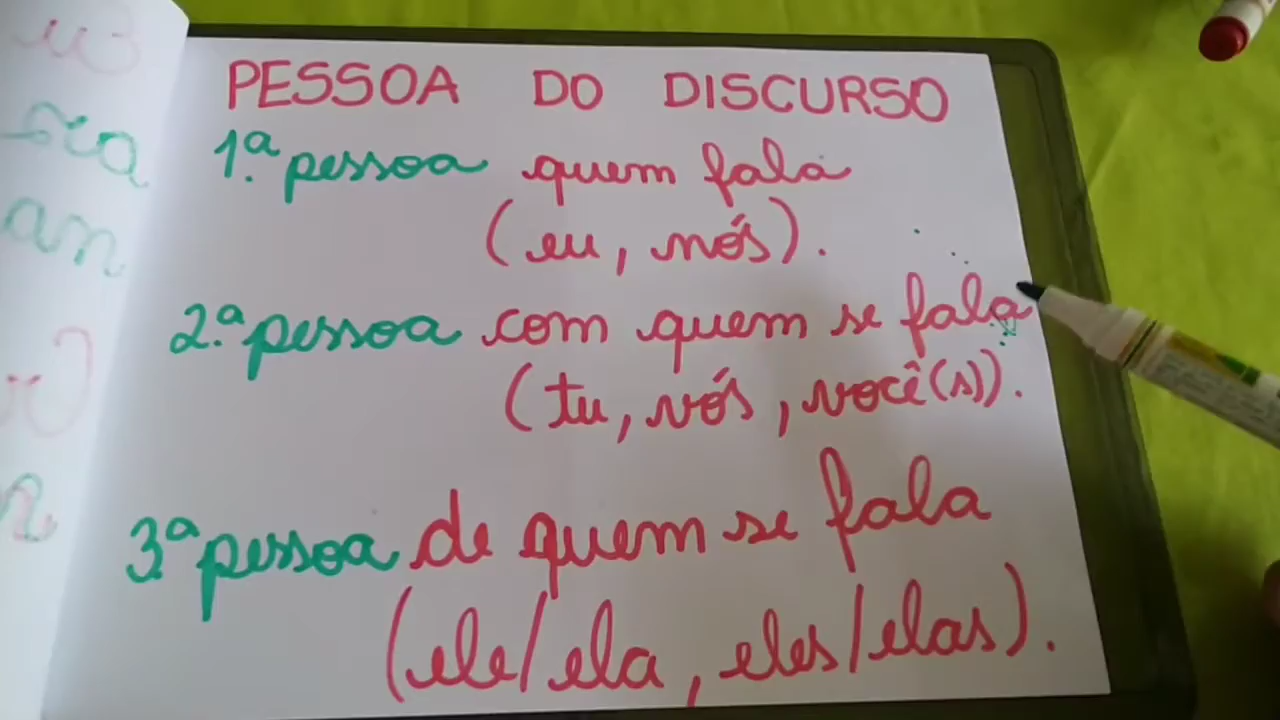 PESSOA DO DISCURSO
1.ª pessoa quem fala
(eu, nós).
2.ª pessoa com quem se fala
(tu, vós, você(s)).
3.ª pessoa de quem se fala
(ele/ela, eles/elas).